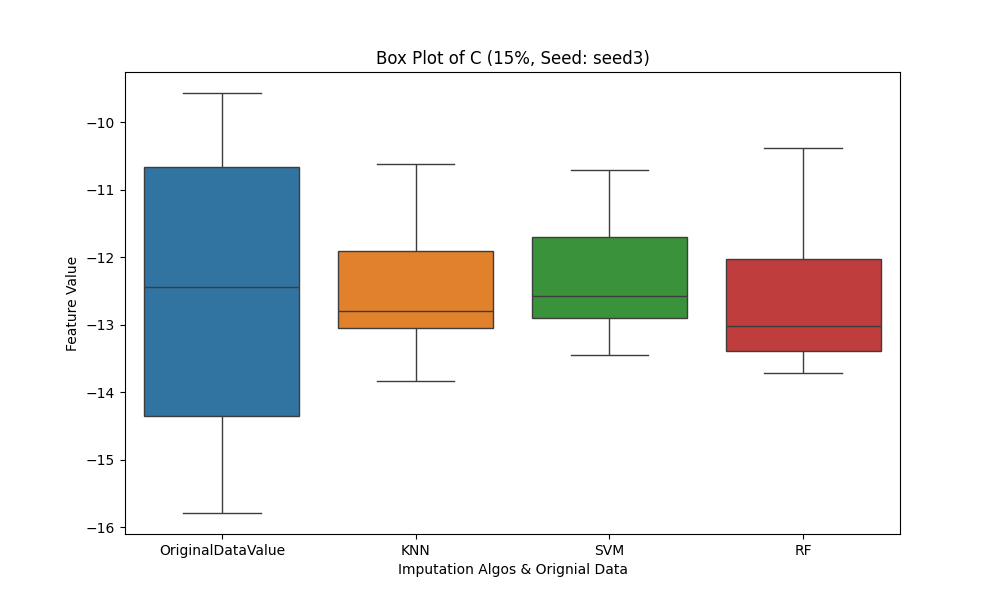 Box Plot of C (15%, Seed: seed3)
Feature Value
−10
−11
−12
−13
−14
−15
−16
OriginalDataValue KNN SVM RF
Imputation Algos & Orignial Data